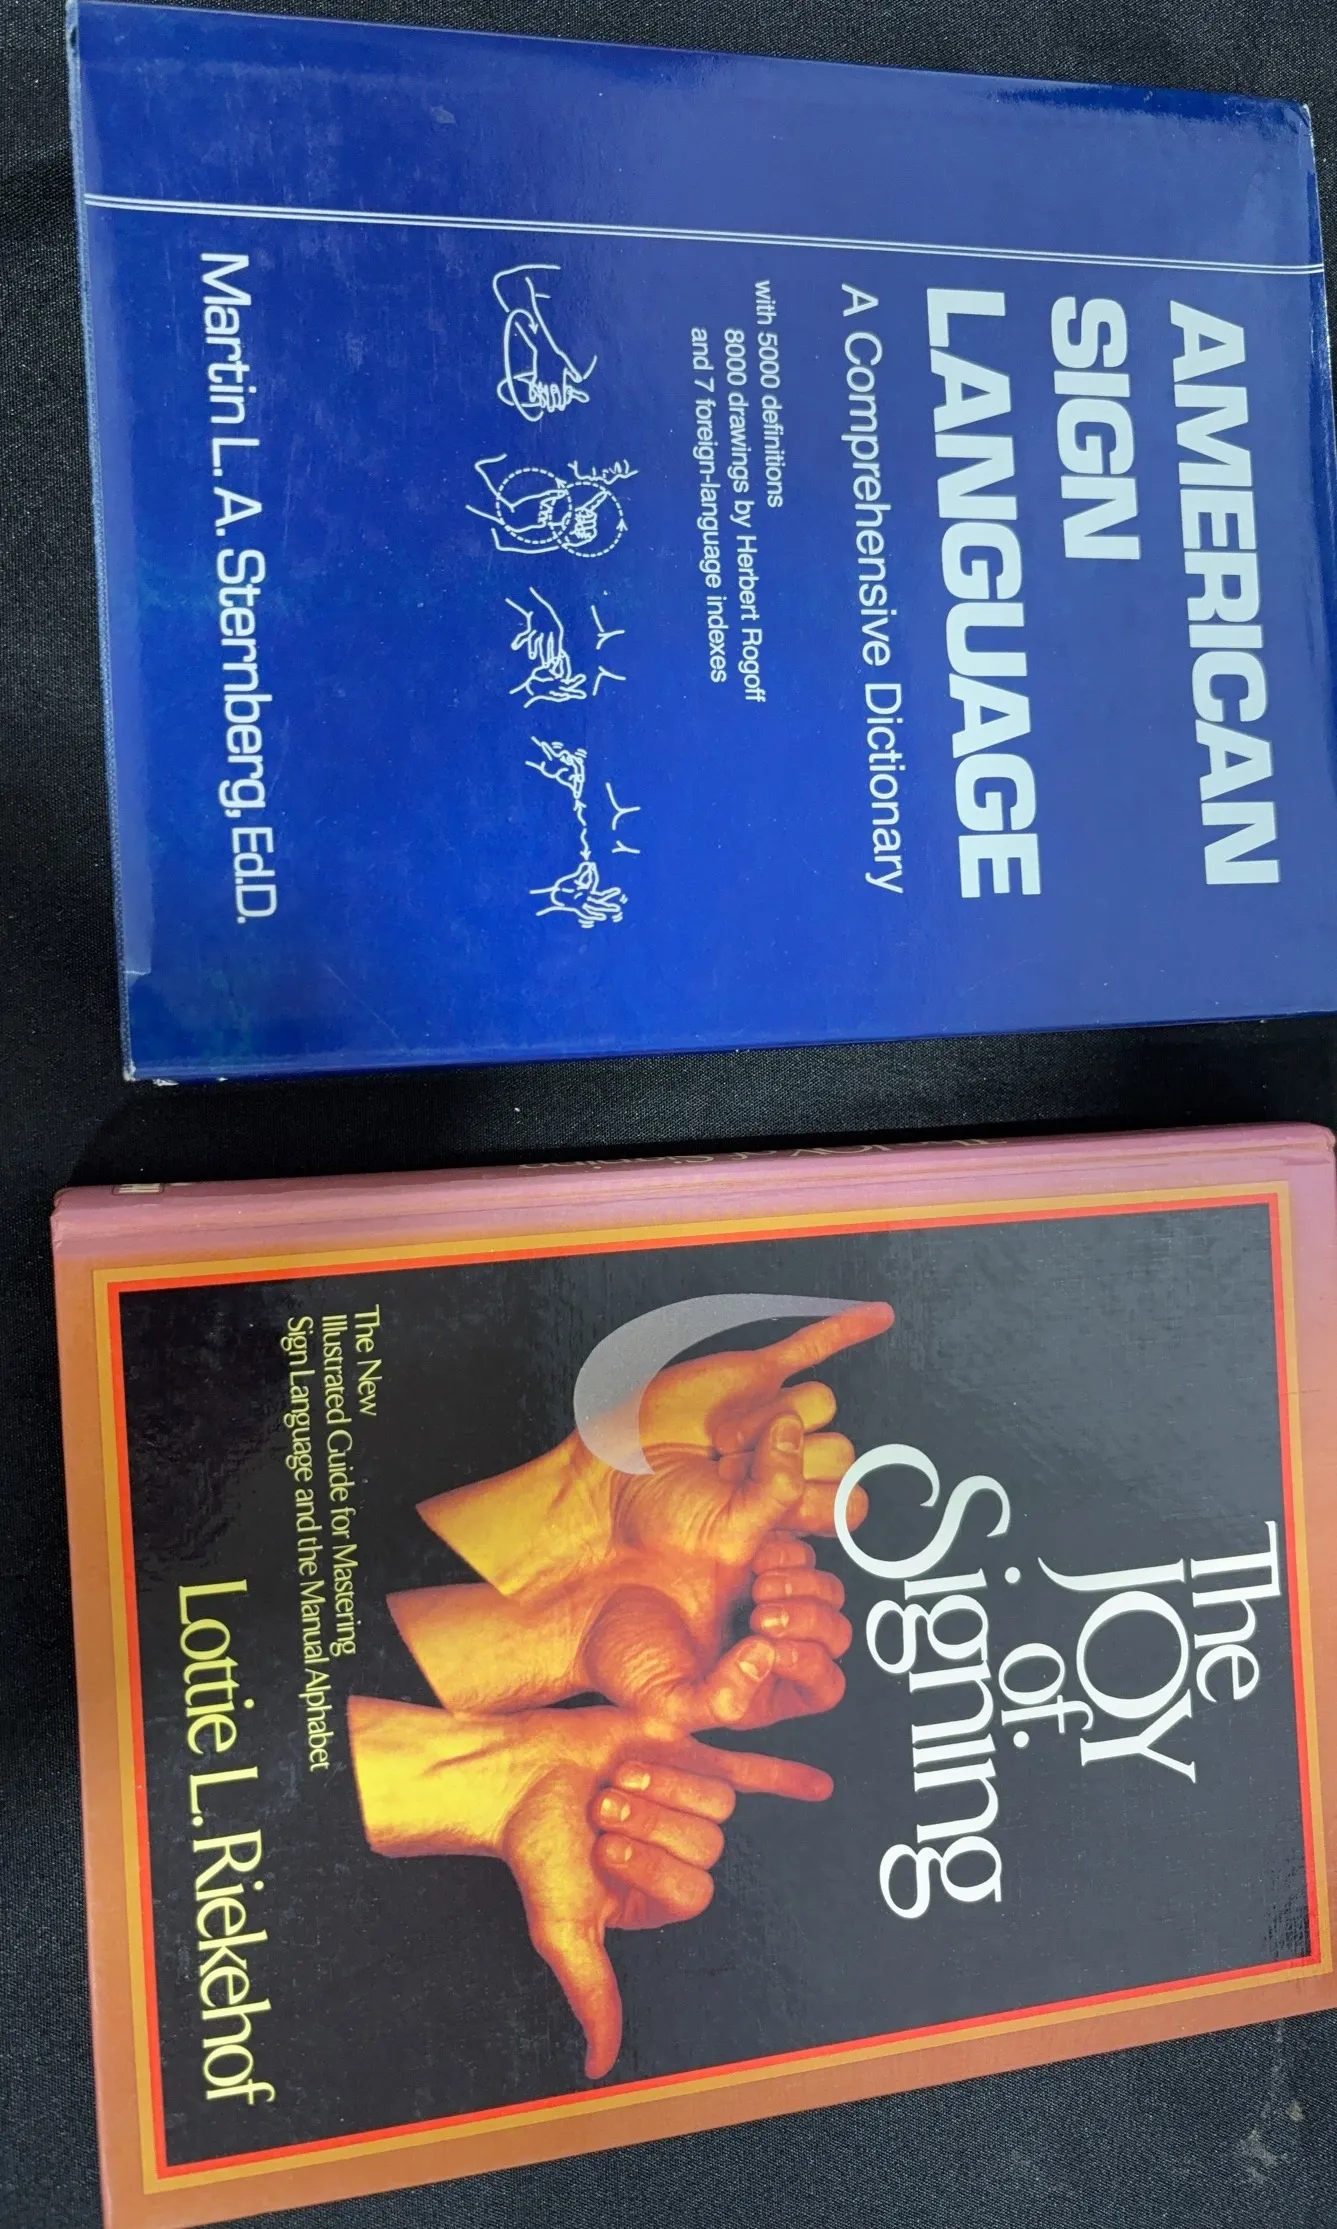 AMERICAN
SIGN
LANGUAGE
A Comprehensive Dictionary
with 5000 definitions
8000 drawings by Herbert Rogoff
and 7 foreign-language indexes
Martin L. A. Sternberg, Ed.D.
The
JOY
of
Signing
The New
Illustrated Guide for Mastering
Sign Language and the Manual Alphabet
Lottie L. Riekehof